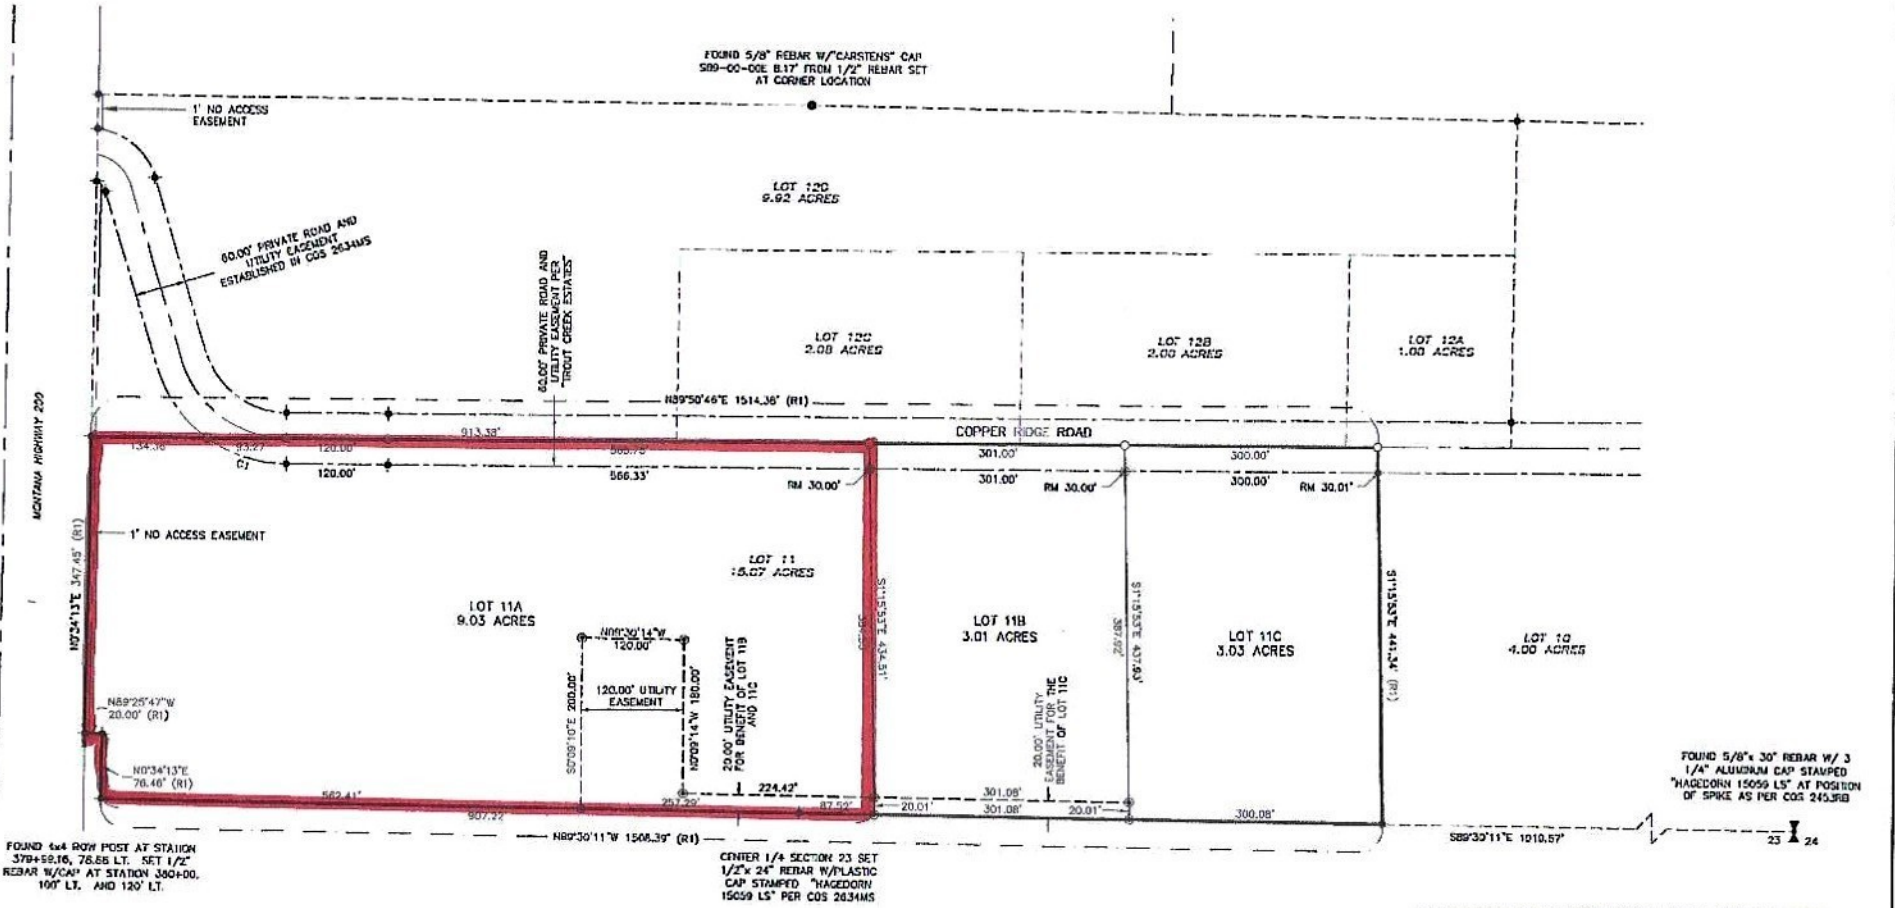 FOUND 5/8" REBAR W/"CARSTENS" CAP
S89-00-00E 8.17' FROM 1/2" REBAR SET
AT CORNER LOCATION
1' NO ACCESS
EASEMENT
LOT 12D
9.92 ACRES
60.00' PRIVATE ROAD AND
UTILITY EASEMENT
ESTABLISHED IN COS 2634MS
60.00' PRIVATE ROAD AND
UTILITY EASEMENT PER
"TROUT CREEK ESTATES"
LOT 12C
2.08 ACRES
LOT 12B
2.00 ACRES
LOT 12A
1.00 ACRES
MONTANA HIGHWAY 200
N89°50'46"E 1514.38' (R1)
COPPER RIDGE ROAD
134.36'
93.27'
120.00'
913.38'
565.75'
301.00'
300.00'
C1
120.00'
566.33'
RM 30.00'
301.00'
RM 30.00'
300.00'
RM 30.01'
N0°34'13"E 347.45' (R1)
1' NO ACCESS EASEMENT
LOT 11
15.07 ACRES
LOT 11A
9.03 ACRES
S1°15'53"E 434.51'
LOT 11B
3.01 ACRES
387.92'
S1°15'53"E 437.93'
LOT 11C
3.03 ACRES
S1°15'53"E 441.34' (R1)
LOT 10
4.00 ACRES
N89°30'14"W
120.00'
120.00' UTILITY
EASEMENT
S0°09'10"E 200.00'
N0°09'14"W 180.00'
20.00' UTILITY EASEMENT
FOR BENEFIT OF LOT 11B
AND 11C
20.00' UTILITY
EASEMENT FOR THE
BENEFIT OF LOT 11C
N89°25'47"W
20.00' (R1)
N0°34'13"E
76.46' (R1)
224.42'
562.41'
257.29'
87.52'
20.01'
301.08'
301.08'
20.01'
300.08'
907.22'
N89°30'11"W 1508.39' (R1)
S89°30'11"E 1010.57'
23
24
FOUND 5/8"x 30" REBAR W/ 3
1/4" ALUMINUM CAP STAMPED
"HAGEDORN 15059 LS" AT POSITION
OF SPIKE AS PER COS 2453RB
FOUND 4x4 ROW POST AT STATION
379+59.16, 78.66 LT. SET 1/2"
REBAR W/CAP AT STATION 380+00,
100' LT. AND 120' LT.
CENTER 1/4 SECTION 23 SET
1/2"x 24" REBAR W/PLASTIC
CAP STAMPED "HAGEDORN
15059 LS" PER COS 2634MS